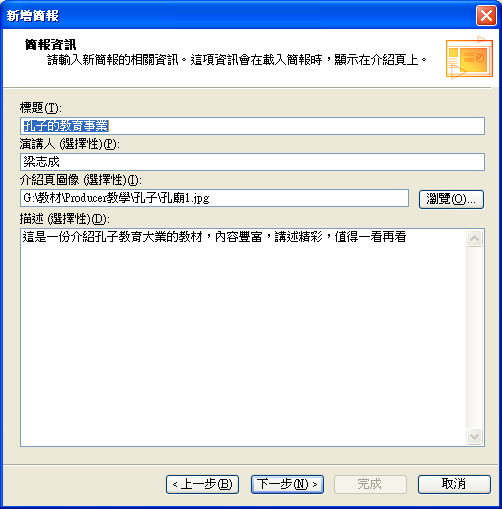 新增簡報
簡報資訊
請輸入新簡報的相關資訊。這項資訊會在載入簡報時，顯示在介紹頁上。
標題(T):
孔子的教育事業
演講人 (選擇性)(P):
梁志成
介紹頁圖像 (選擇性)(I):
G:\教材\Producer教學\孔子\孔廟1.jpg
瀏覽(O)...
描述 (選擇性)(D):
這是一份介紹孔子教育大業的教材，內容豐富，講述精彩，值得一看再看
< 上一步(B)
下一步(N) >
完成
取消